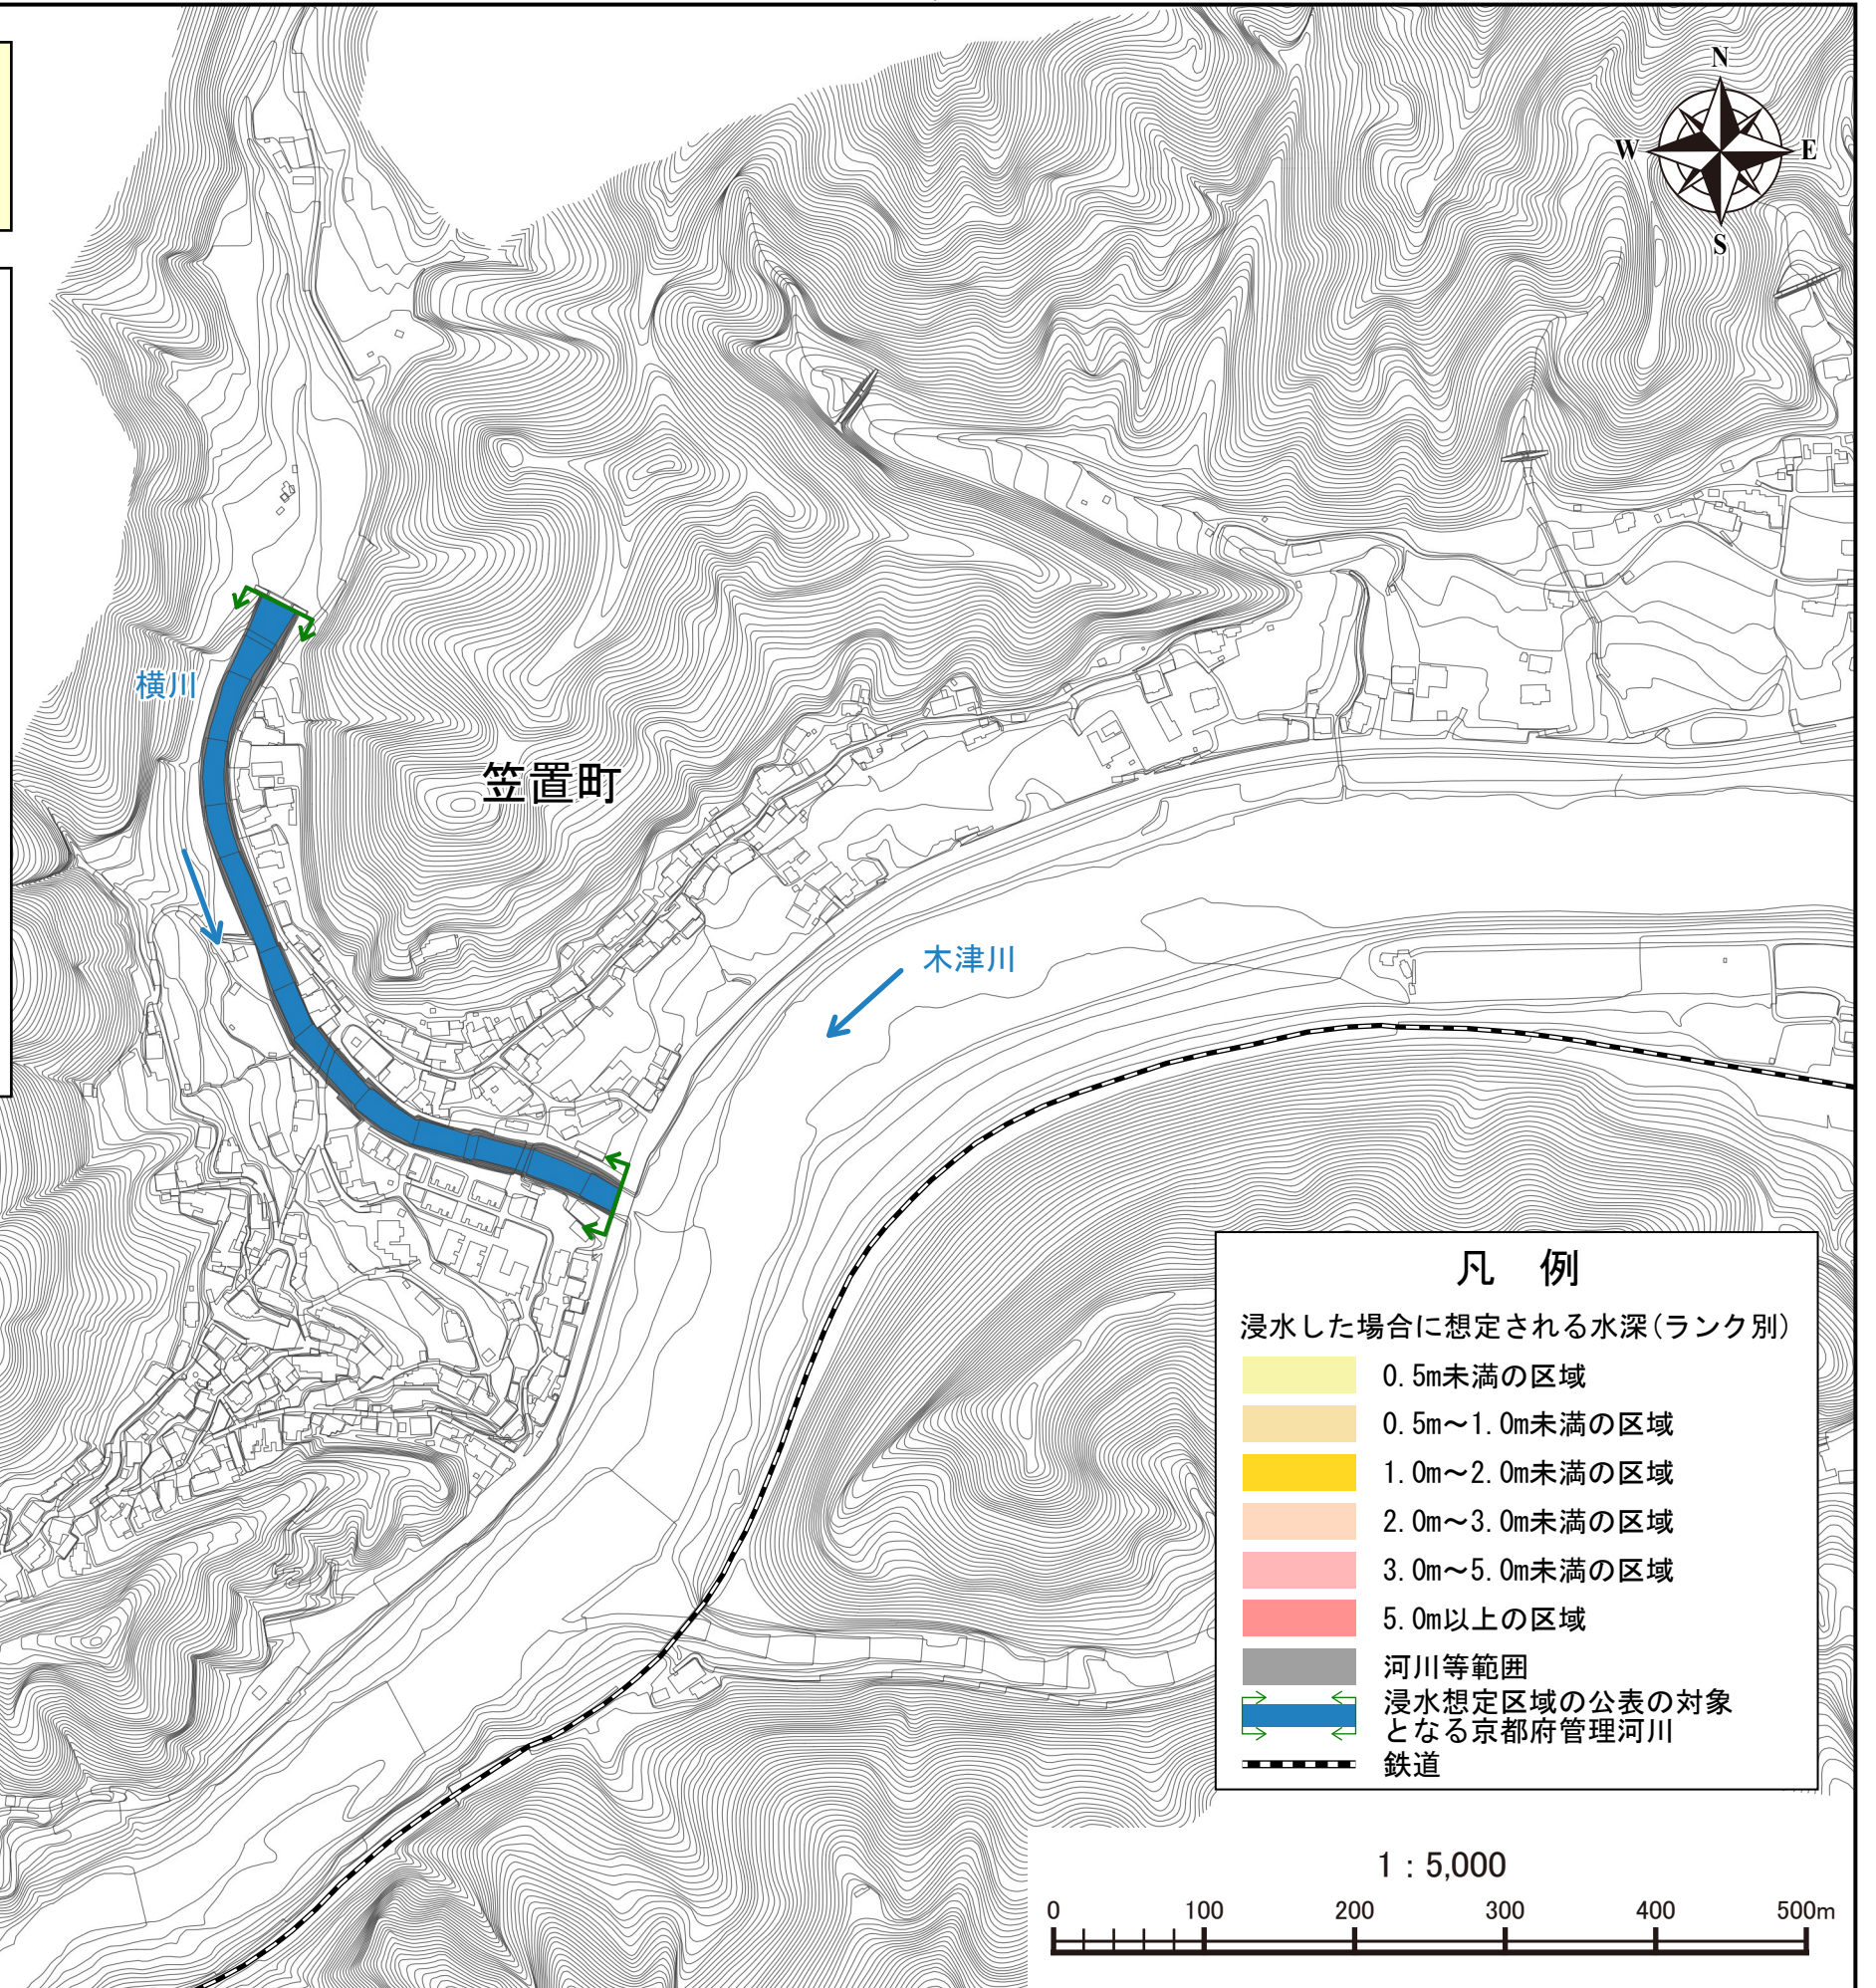 N
W
E
S
横川
笠置町
木津川
凡 例
浸水した場合に想定される水深(ランク別)
0.5m未満の区域
0.5m～1.0m未満の区域
1.0m～2.0m未満の区域
2.0m～3.0m未満の区域
3.0m～5.0m未満の区域
5.0m以上の区域
河川等範囲
浸水想定区域の公表の対象
となる京都府管理河川
鉄道
1 : 5,000
0 100 200 300 400 500m